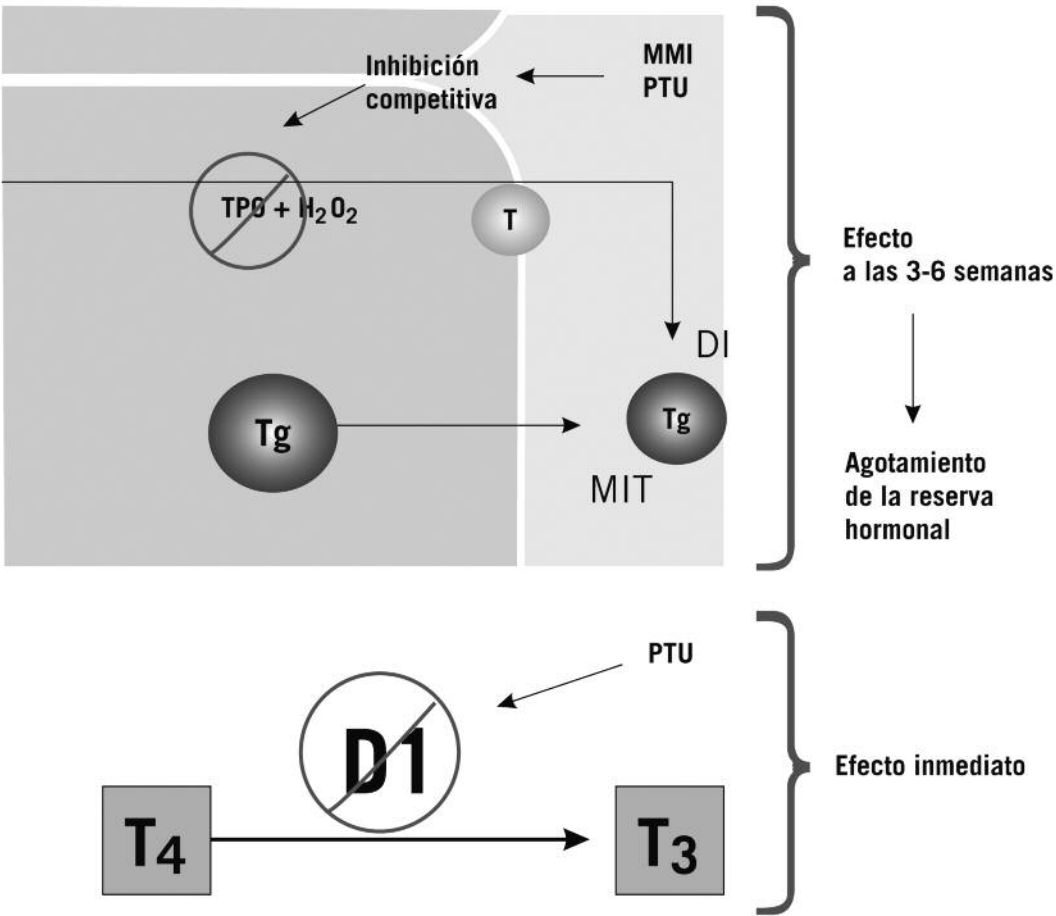 Inhibición
competitiva
MMI
PTU
TPO + H₂O₂
T
Tg
DI
Tg
MIT
Efecto
a las 3-6 semanas
Agotamiento
de la reserva
hormonal
PTU
D1
T₄
T₃
Efecto inmediato